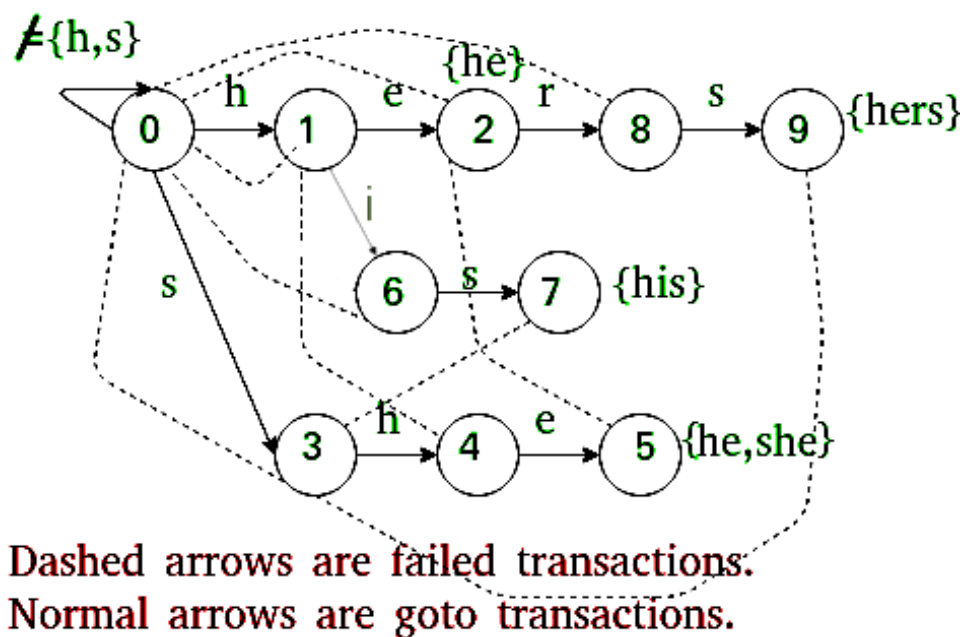 ≠{h,s}
{he}
h e r s
0 1 2 8 9 {hers}
i
s 6 s 7 {his}
h e
3 4 5 {he,she}
Dashed arrows are failed transactions.
Normal arrows are goto transactions.